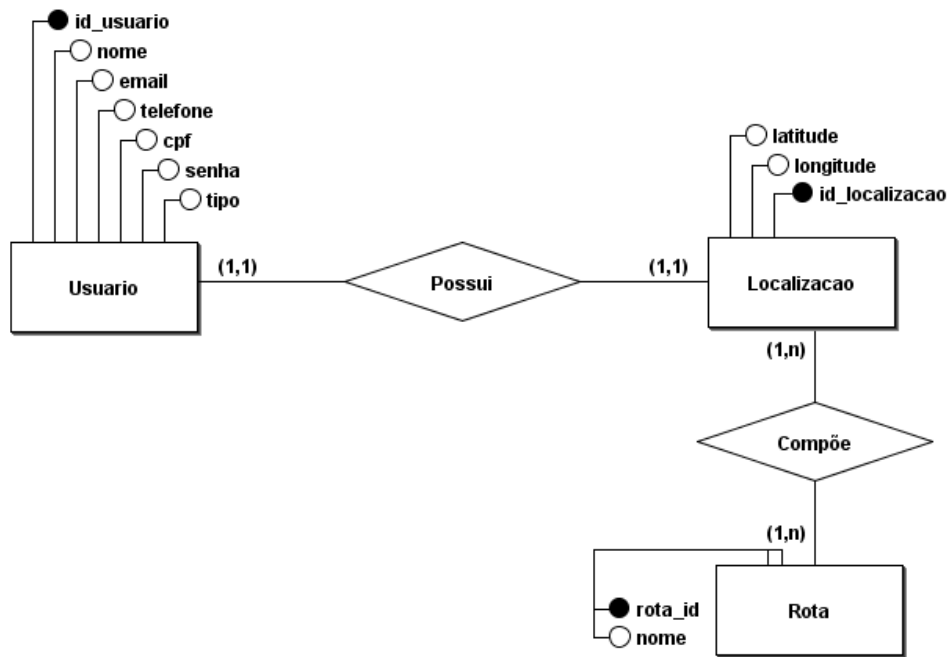 id_usuario
nome
email
telefone
cpf
senha
tipo
Usuario
(1,1)
Possui
(1,1)
latitude
longitude
id_localizacao
Localizacao
(1,n)
Compõe
(1,n)
rota_id
nome
Rota